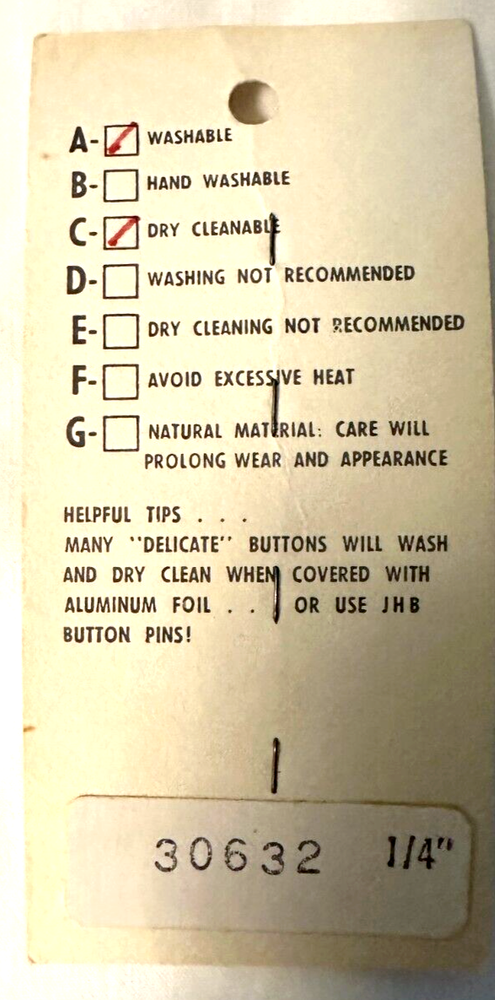 A- WASHABLE
B- HAND WASHABLE
C- DRY CLEANABLE
D- WASHING NOT RECOMMENDED
E- DRY CLEANING NOT RECOMMENDED
F- AVOID EXCESSIVE HEAT
G- NATURAL MATERIAL: CARE WILL
PROLONG WEAR AND APPEARANCE
HELPFUL TIPS . . .
MANY "DELICATE" BUTTONS WILL WASH
AND DRY CLEAN WHEN COVERED WITH
ALUMINUM FOIL . . OR USE JHB
BUTTON PINS!
30632 1/4"